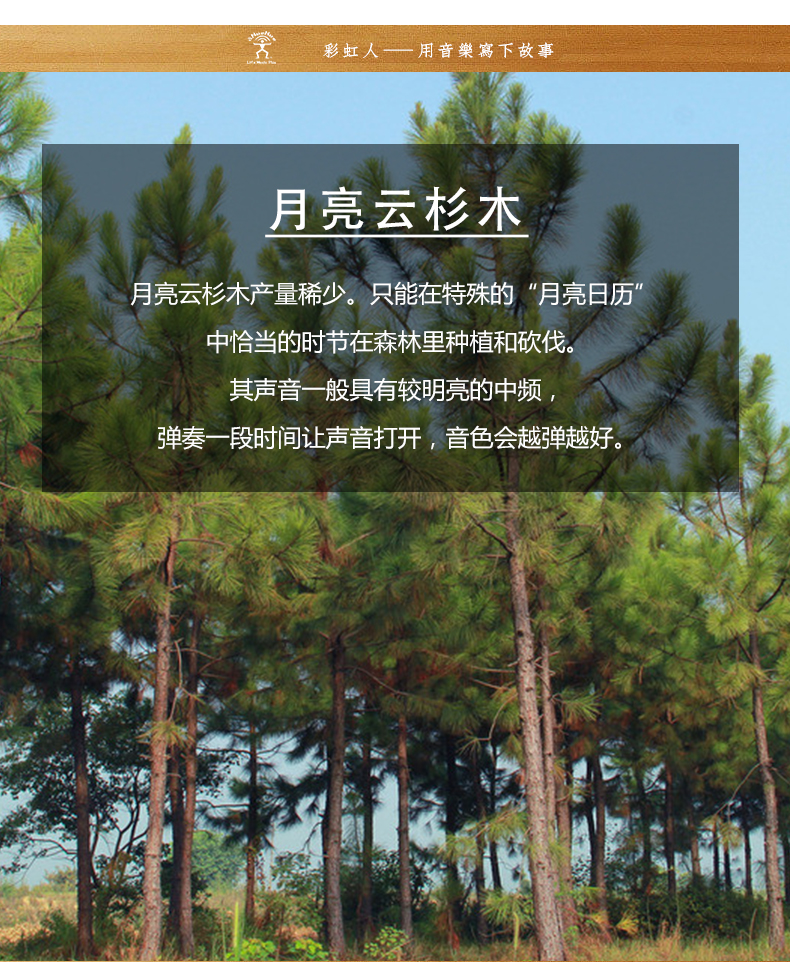 彩虹人——用音樂寫下故事
月亮云杉木
月亮云杉木产量稀少。只能在特殊的“月亮日历”
中恰当的时节在森林里种植和砍伐。
其声音一般具有较明亮的中频，
弹奏一段时间让声音打开，音色会越弹越好。